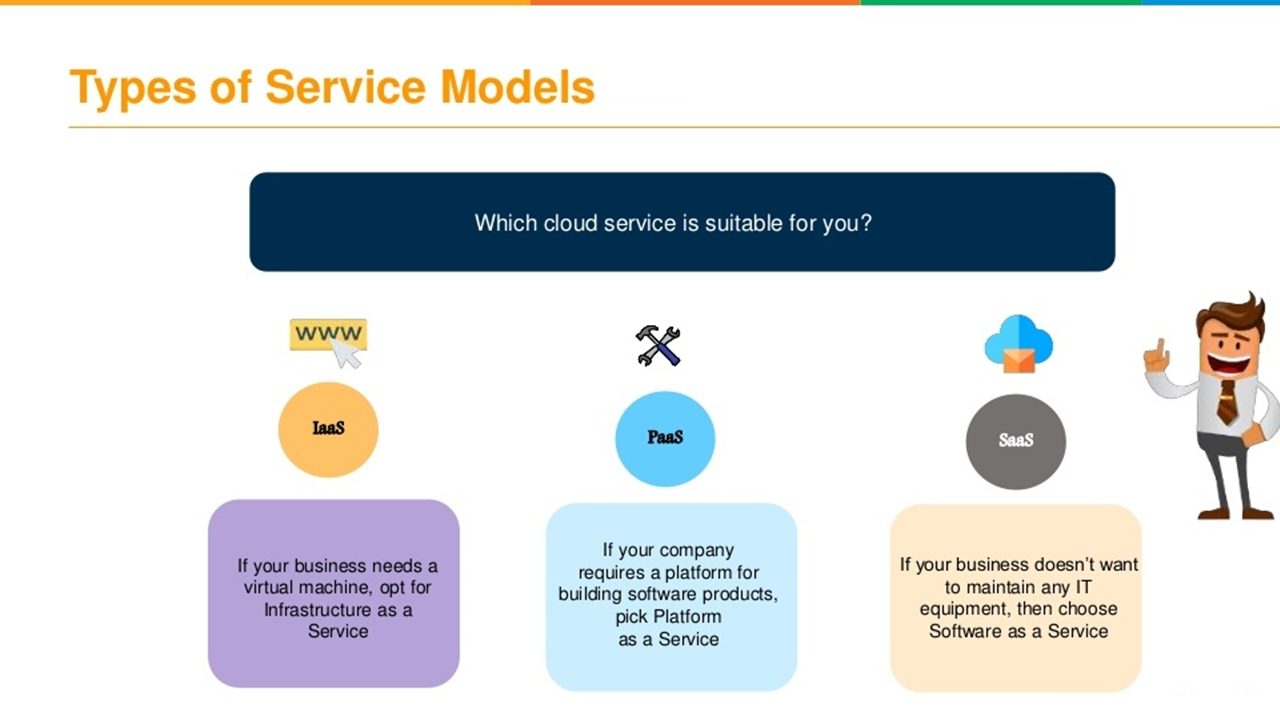 Types of Service Models
Which cloud service is suitable for you?
WWW
IaaS
PaaS
SaaS
If your business needs a
virtual machine, opt for
Infrastructure as a
Service
If your company
requires a platform for
building software products,
pick Platform
as a Service
If your business doesn't want
to maintain any IT
equipment, then choose
Software as a Service